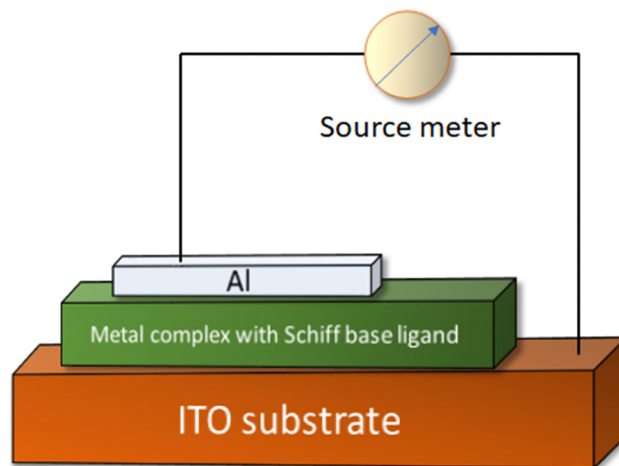 Source meter
Al
Metal complex with Schiff base ligand
ITO substrate